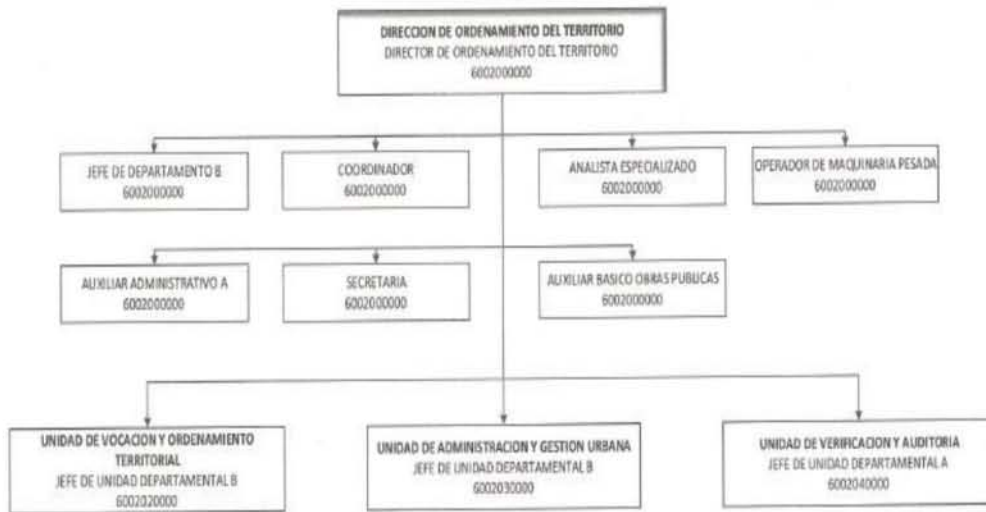 DIRECCION DE ORDENAMIENTO DEL TERRITORIO
DIRECTOR DE ORDENAMIENTO DEL TERRITORIO
6002000000
JEFE DE DEPARTAMENTO B
6002000000
COORDINADOR
6002000000
ANALISTA ESPECIALIZADO
6002000000
OPERADOR DE MAQUINARIA PESADA
6002000000
AUXILIAR ADMINISTRATIVO A
6002000000
SECRETARIA
6002000000
AUXILIAR BASICO OBRAS PUBLICAS
6002000000
UNIDAD DE VOCACION Y ORDENAMIENTO
TERRITORIAL
JEFE DE UNIDAD DEPARTAMENTAL B
6002020000
UNIDAD DE ADMINISTRACION Y GESTION URBANA
JEFE DE UNIDAD DEPARTAMENTAL B
6002030000
UNIDAD DE VERIFICACION Y AUDITORIA
JEFE DE UNIDAD DEPARTAMENTAL A
6002040000